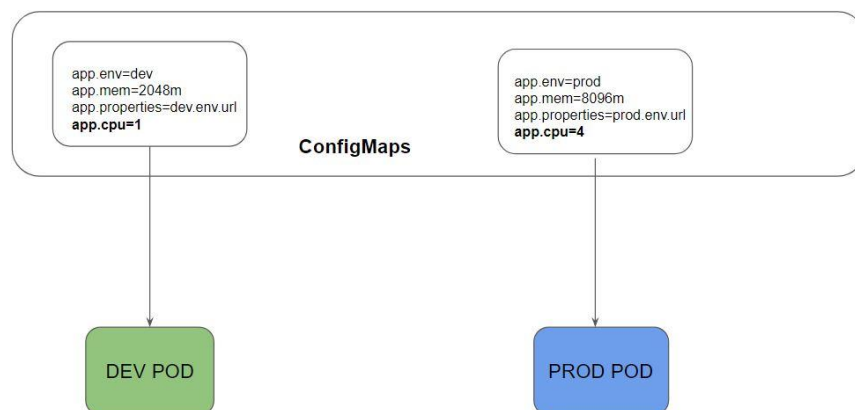 app.env=dev
app.mem=2048m
app.properties=dev.env.url
app.cpu=1
app.env=prod
app.mem=8096m
app.properties=prod.env.url
app.cpu=4
ConfigMaps
DEV POD
PROD POD